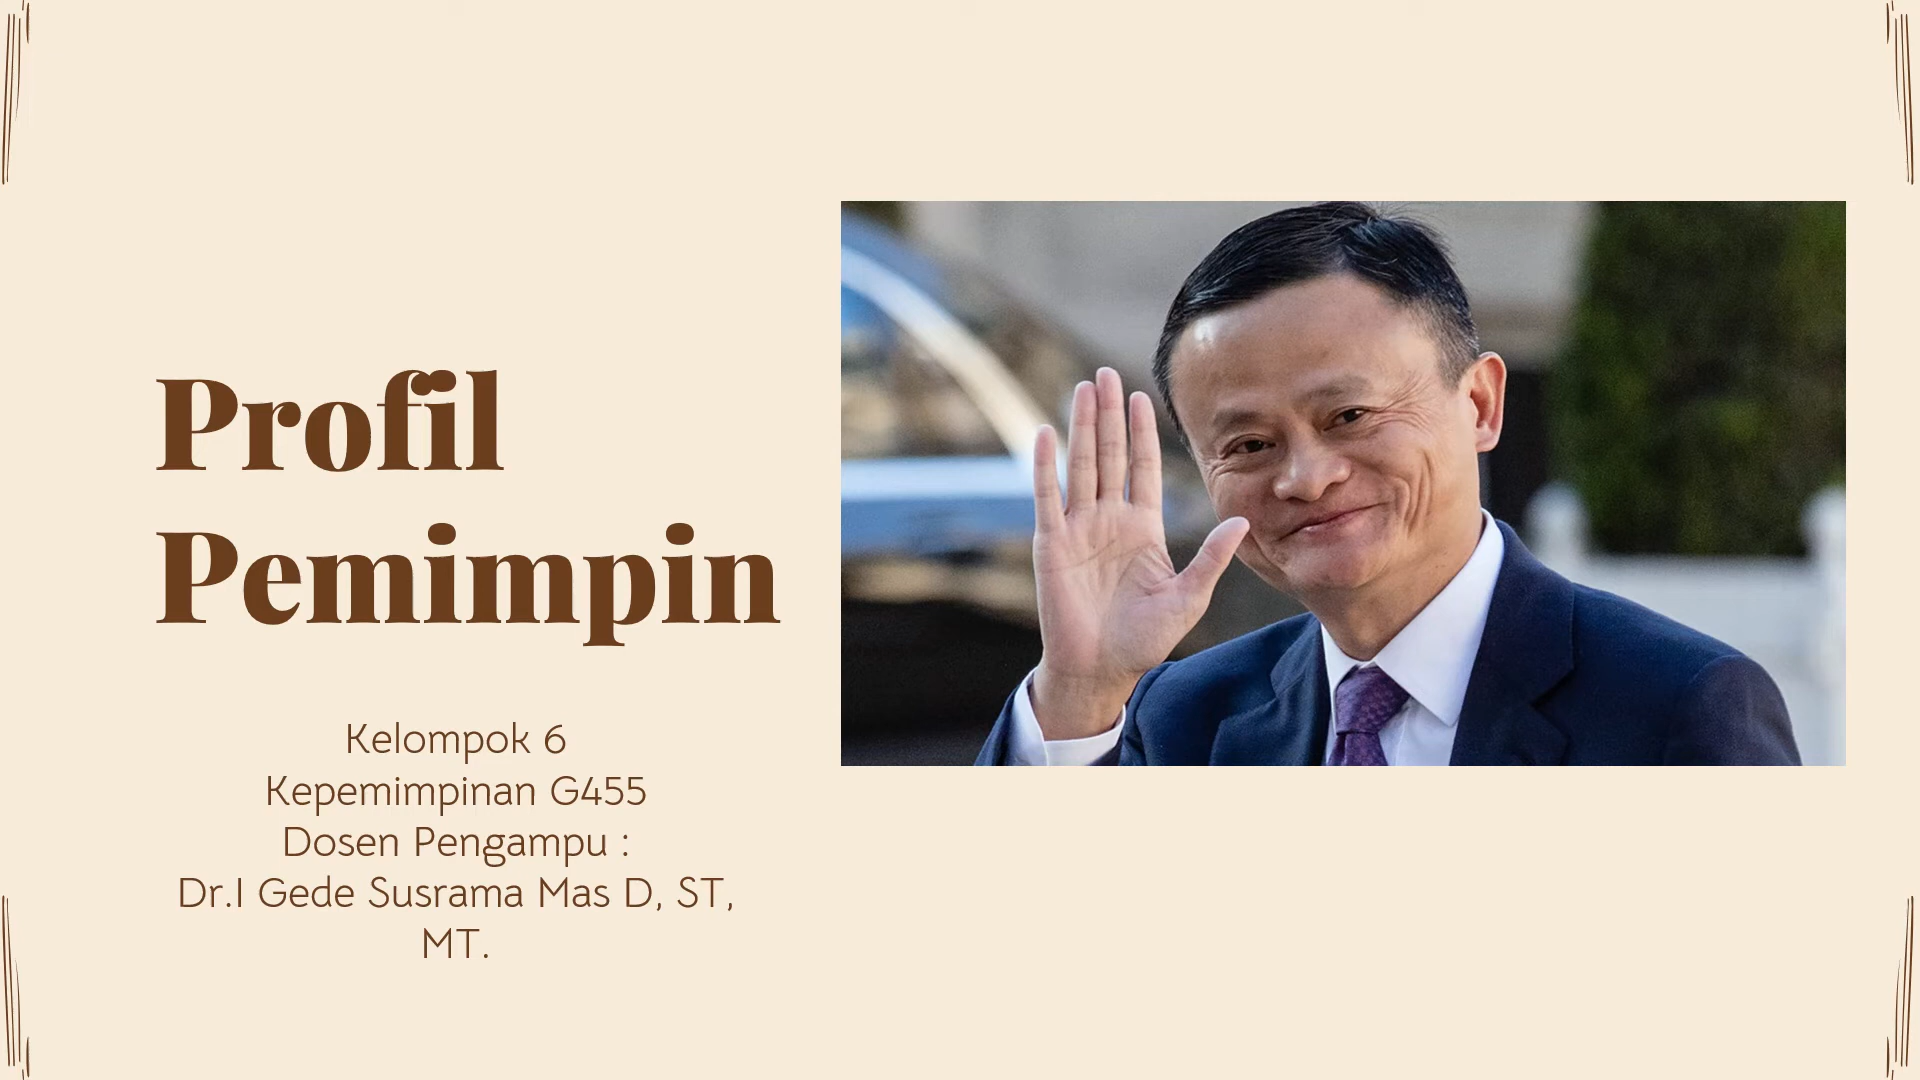 Profil
Pemimpin
Kelompok 6
Kepemimpinan G455
Dosen Pengampu :
Dr.I Gede Susrama Mas D, ST,
MT.